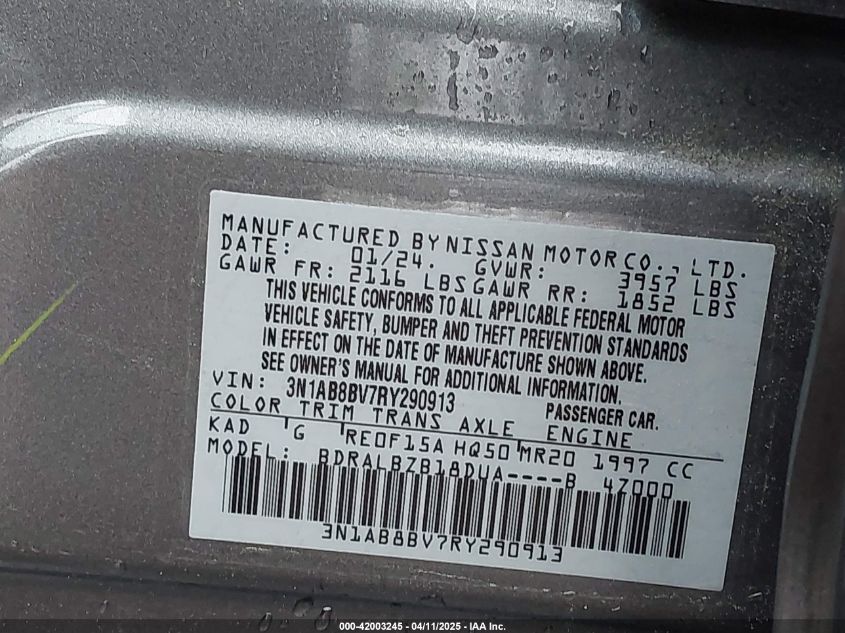 MANUFACTURED BY NISSAN MOTOR CO., LTD.
DATE: 01/24. GVWR: 3957 LBS
GAWR FR: 2116 LBS GAWR RR: 1852 LBS
THIS VEHICLE CONFORMS TO ALL APPLICABLE FEDERAL MOTOR
VEHICLE SAFETY, BUMPER AND THEFT PREVENTION STANDARDS
IN EFFECT ON THE DATE OF MANUFACTURE SHOWN ABOVE.
SEE OWNER'S MANUAL FOR ADDITIONAL INFORMATION.
VIN: 3N1AB8BV7RY290913 PASSENGER CAR.
COLOR TRIM TRANS AXLE ENGINE
KAD G RE0F15A HQ50 MR20 1997 CC
MODEL: BDRALBZB18DUA----B 4Z000
3N1AB8BV7RY290913
000-42003245 - 04/11/2025 - IAA Inc.